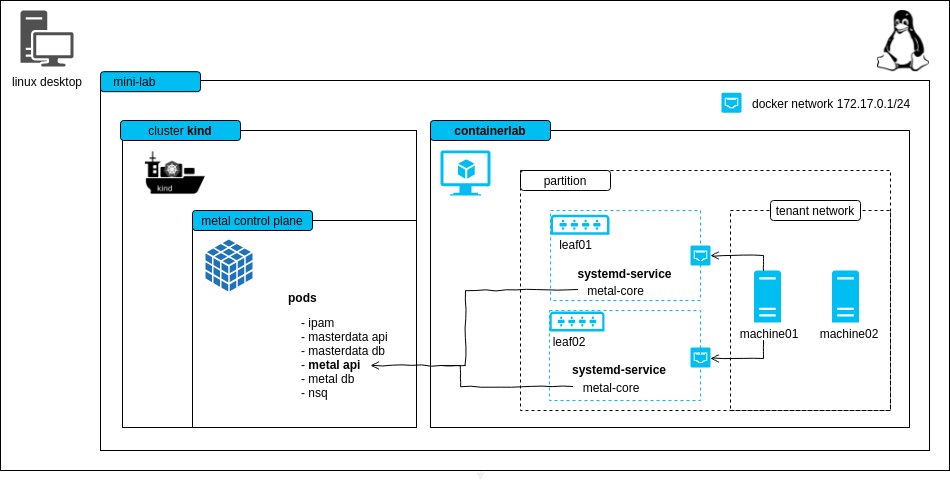 linux desktop
mini-lab
docker network 172.17.0.1/24
cluster kind
kind
metal control plane
pods
- ipam
- masterdata api
- masterdata db
- metal api
- metal db
- nsq
containerlab
partition
leaf01
systemd-service
metal-core
leaf02
systemd-service
metal-core
tenant network
machine01
machine02